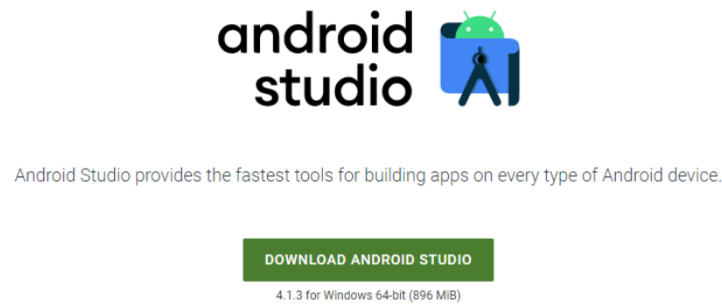 android
studio
Android Studio provides the fastest tools for building apps on every type of Android device.
DOWNLOAD ANDROID STUDIO
4.1.3 for Windows 64-bit (896 MiB)